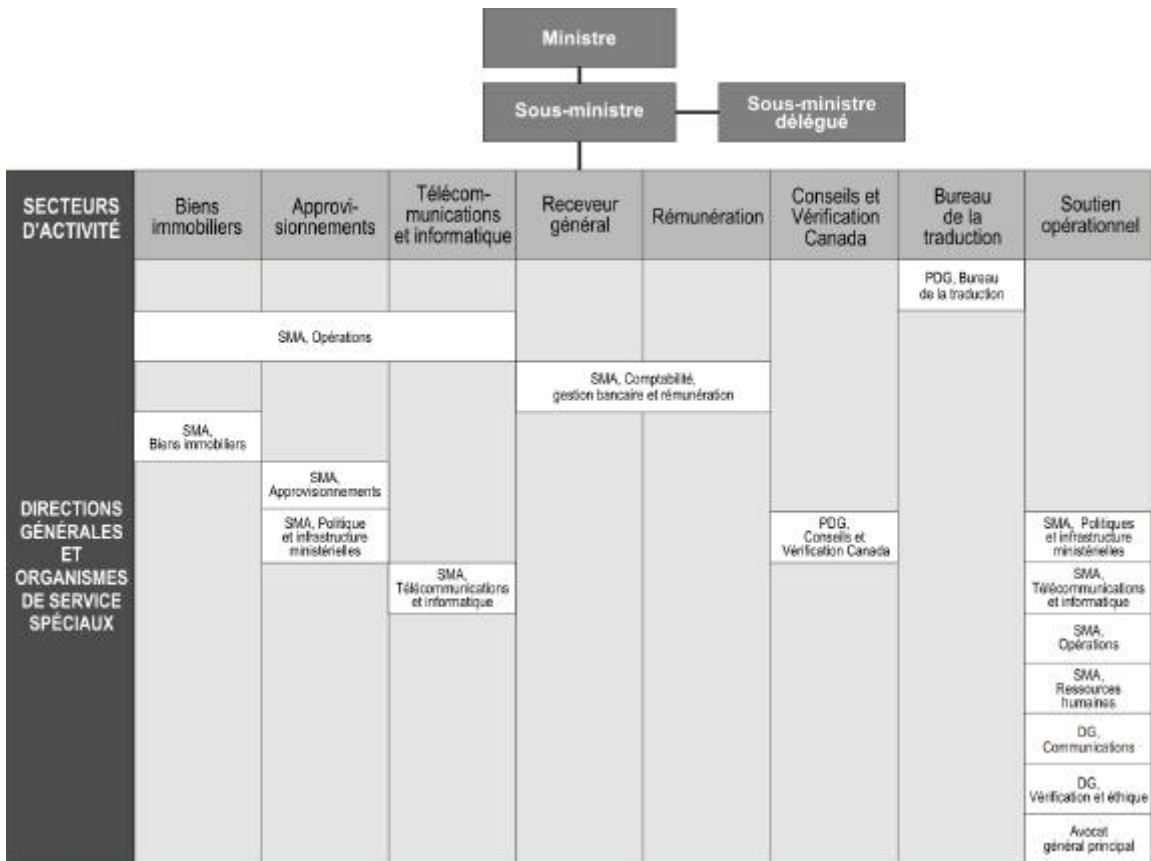 Ministre
Sous-ministre
Sous-ministre
délégué
SECTEURS
D'ACTIVITÉ
Biens
immobiliers
Approvi-
sionnements
Télécom-
munications
et informatique
Receveur
général
Rémunération
Conseils et
Vérification
Canada
Bureau
de la
traduction
Soutien
opérationnel
DIRECTIONS
GÉNÉRALES
ET
ORGANISMES
DE SERVICE
SPÉCIAUX
PDG, Bureau
de la traduction
SMA, Opérations
SMA, Comptabilité,
gestion bancaire et rémunération
SMA,
Biens immobiliers
SMA,
Approvisionnements
SMA, Politique
et infrastructure
ministérielles
PDG,
Conseils et
Vérification Canada
SMA, Politiques
et infrastructure
ministérielles
SMA,
Télécommunications
et informatique
SMA,
Télécommunications
et informatique
SMA,
Opérations
SMA,
Ressources
humaines
DG,
Communications
DG,
Vérification et éthique
Avocat
général principal